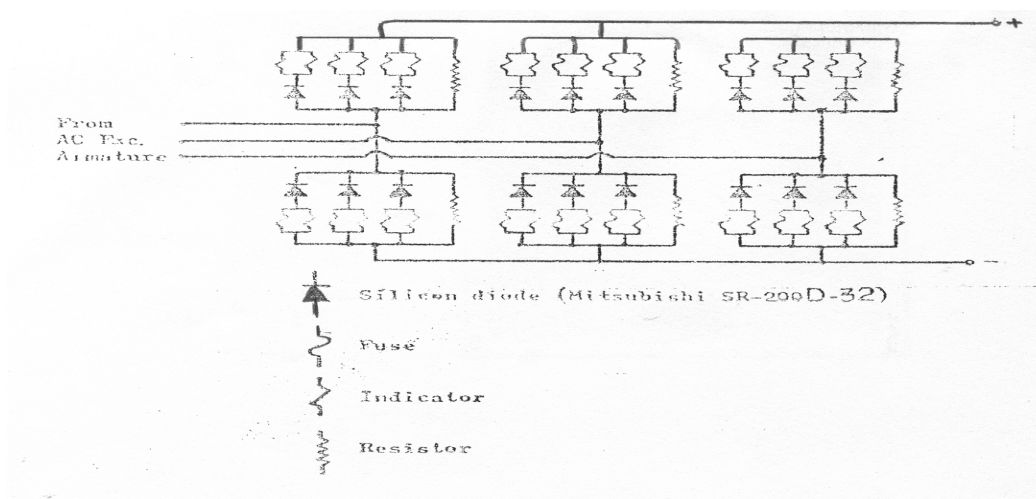 +
From
AC Exc.
Armature
-
Silicon diode (Mitsubishi SR-200D-32)
Fuse
Indicator
Resistor